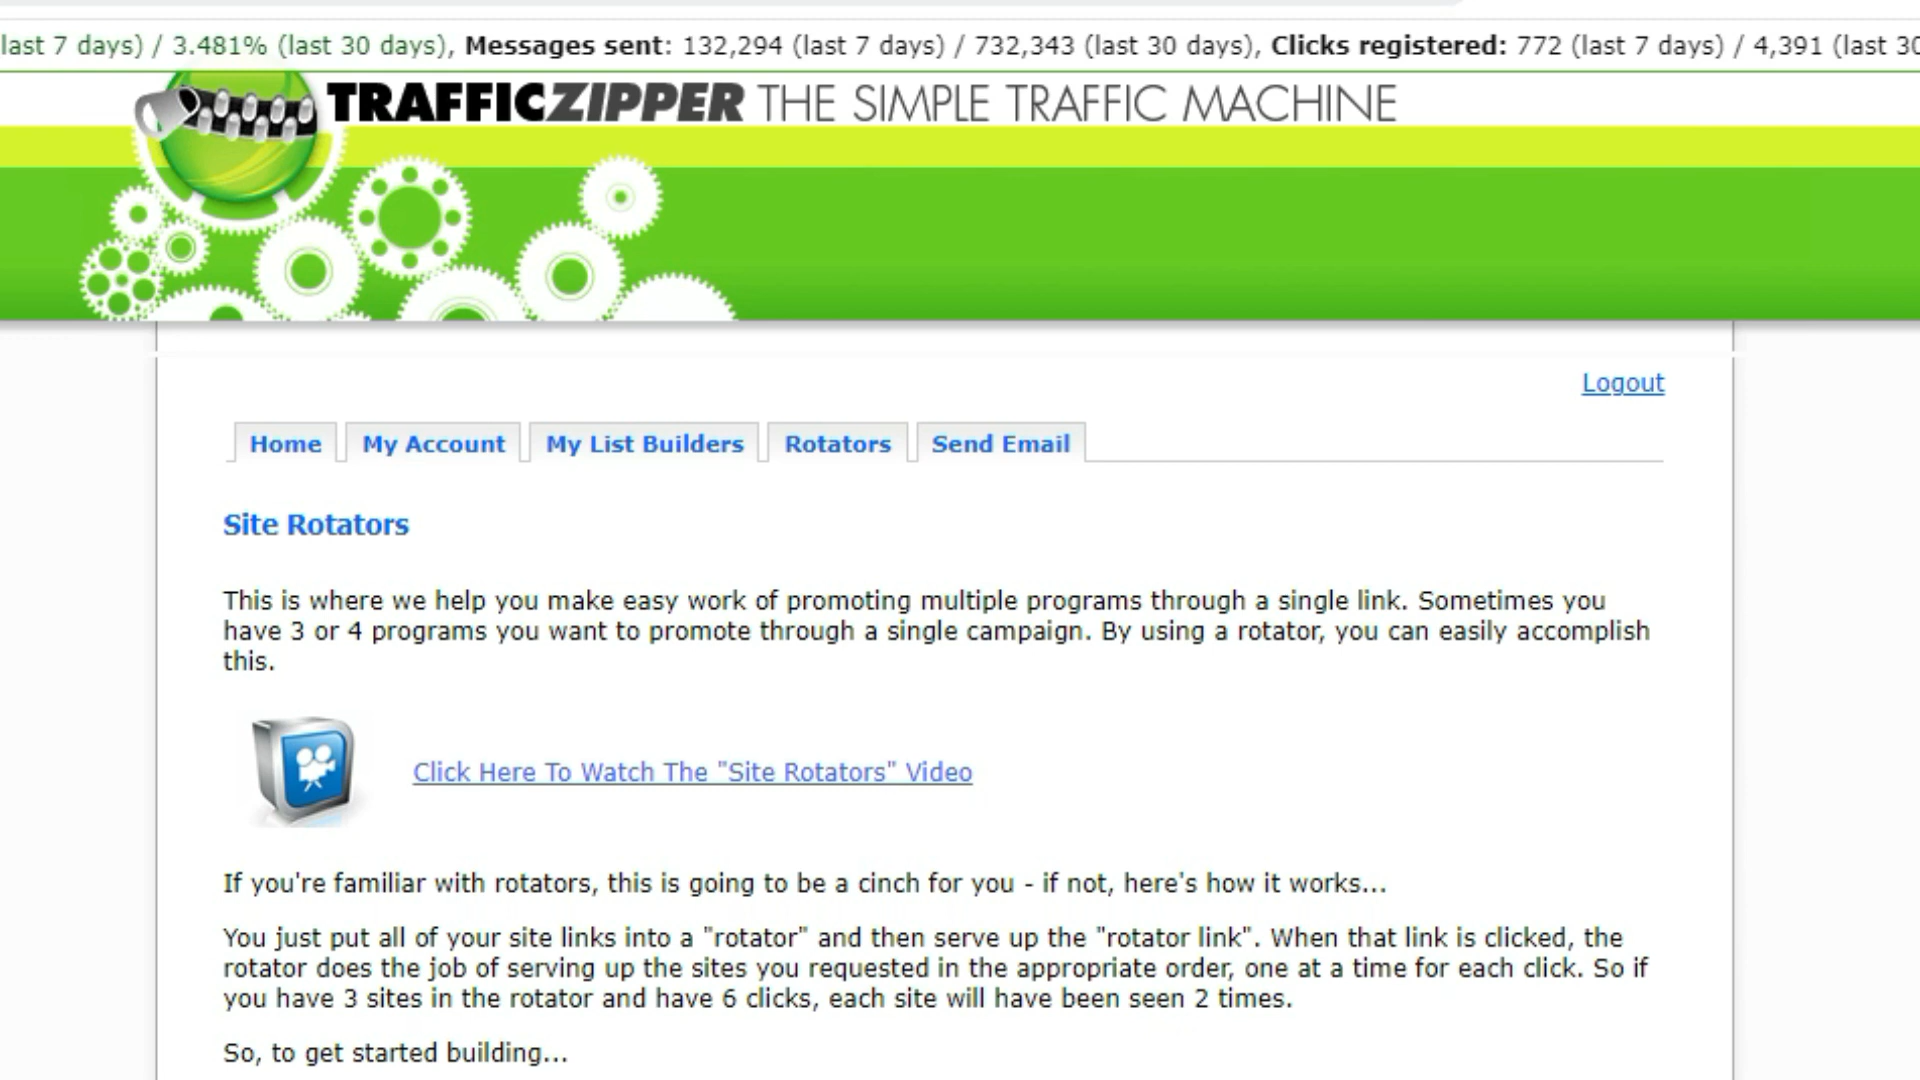 last 7 days) / 3.481% (last 30 days), Messages sent: 132,294 (last 7 days) / 732,343 (last 30 days), Clicks registered: 772 (last 7 days) / 4,391 (last 30
TRAFFICZIPPER THE SIMPLE TRAFFIC MACHINE
Logout
Home My Account My List Builders Rotators Send Email
Site Rotators
This is where we help you make easy work of promoting multiple programs through a single link. Sometimes you
have 3 or 4 programs you want to promote through a single campaign. By using a rotator, you can easily accomplish
this.
Click Here To Watch The "Site Rotators" Video
If you're familiar with rotators, this is going to be a cinch for you - if not, here's how it works...
You just put all of your site links into a "rotator" and then serve up the "rotator link". When that link is clicked, the
rotator does the job of serving up the sites you requested in the appropriate order, one at a time for each click. So if
you have 3 sites in the rotator and have 6 clicks, each site will have been seen 2 times.
So, to get started building...